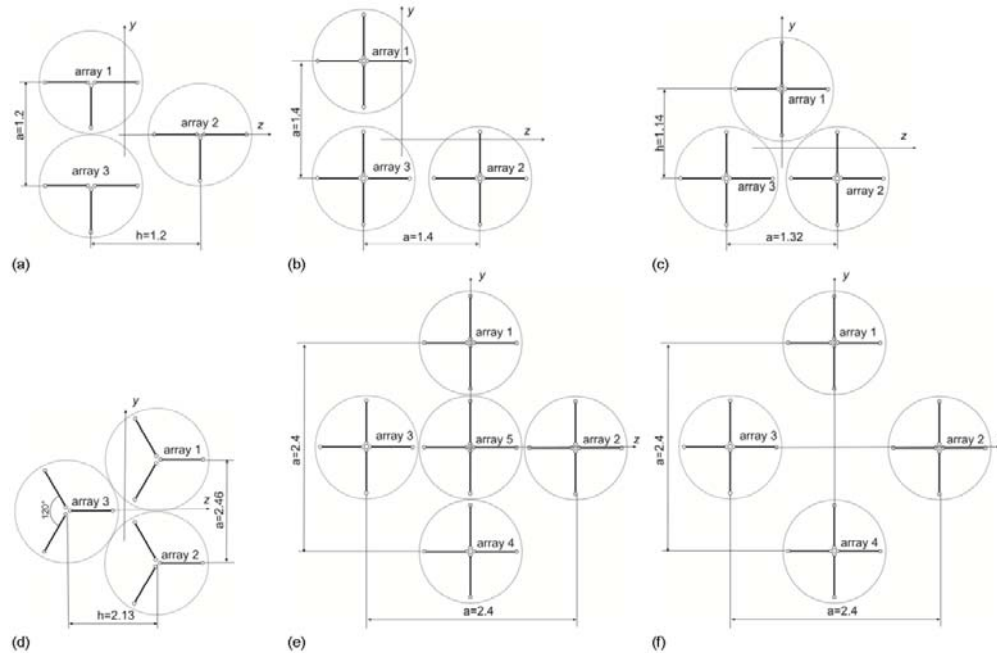 y
array 1
a=1.2
array 2
z
array 3
h=1.2
(a)
y
array 1
a=1.4
z
array 3
array 2
a=1.4
(b)
y
array 1
h=1.14
z
array 3
array 2
a=1.32
(c)
y
array 1
z
array 3
120°
a=2.46
array 2
h=2.13
(d)
y
array 1
a=2.4
array 3
array 5
array 2
z
array 4
a=2.4
(e)
y
array 1
a=2.4
array 3
array 2
array 4
a=2.4
(f)